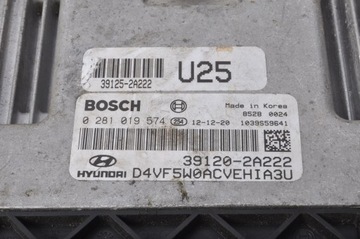 39125-2A222
U25
BOSCH
Made in Korea
8528 0024
0 281 019 574 254 12-12-20 1039S59641
39120-2A222
HYUNDAI D4VF5W0ACVEHIA3U